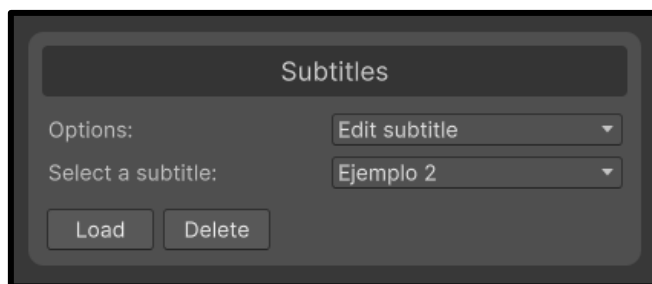 Subtitles
Options: Edit subtitle
Select a subtitle: Ejemplo 2
Load Delete